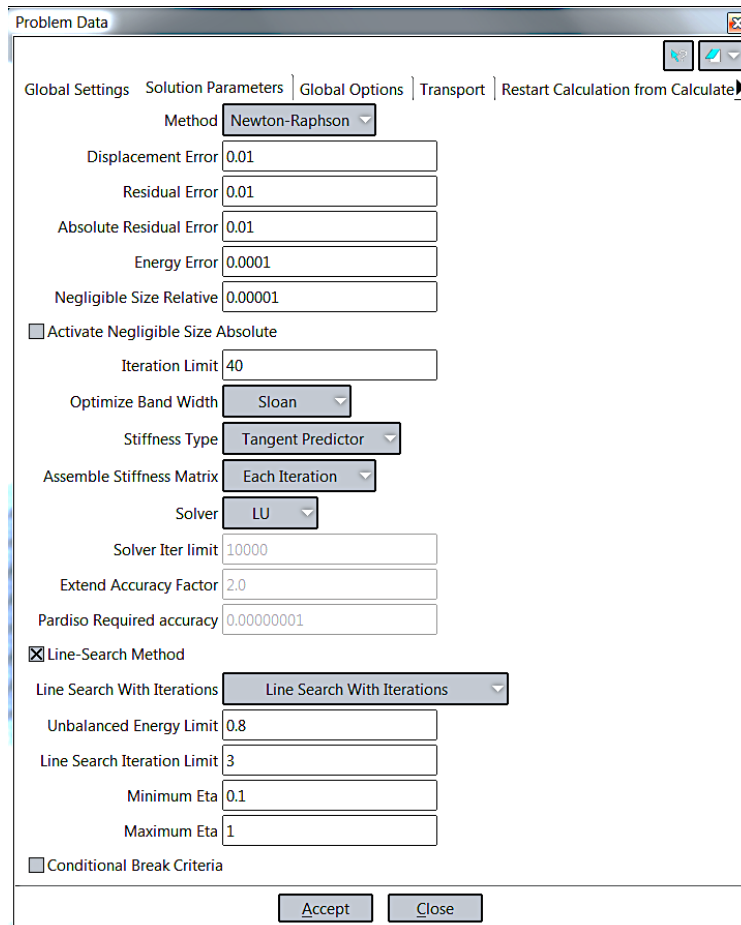 Problem Data
Global Settings Solution Parameters Global Options Transport Restart Calculation from Calculate
Method Newton-Raphson
Displacement Error 0.01
Residual Error 0.01
Absolute Residual Error 0.01
Energy Error 0.0001
Negligible Size Relative 0.00001
Activate Negligible Size Absolute
Iteration Limit 40
Optimize Band Width Sloan
Stiffness Type Tangent Predictor
Assemble Stiffness Matrix Each Iteration
Solver LU
Solver Iter limit 10000
Extend Accuracy Factor 2.0
Pardiso Required accuracy 0.00000001
Line-Search Method
Line Search With Iterations Line Search With Iterations
Unbalanced Energy Limit 0.8
Line Search Iteration Limit 3
Minimum Eta 0.1
Maximum Eta 1
Conditional Break Criteria
Accept Close